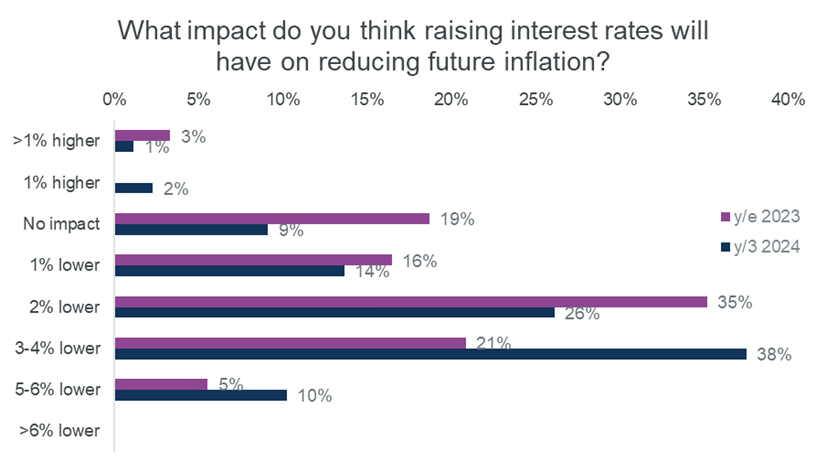 What impact do you think raising interest rates will
have on reducing future inflation?
0% 5% 10% 15% 20% 25% 30% 35% 40%
>1% higher 3%
1%
1% higher 2%
No impact 19%
9%
1% lower 16%
14%
2% lower 35%
26%
3-4% lower 21%
38%
5-6% lower 5%
10%
>6% lower
y/e 2023
y/3 2024